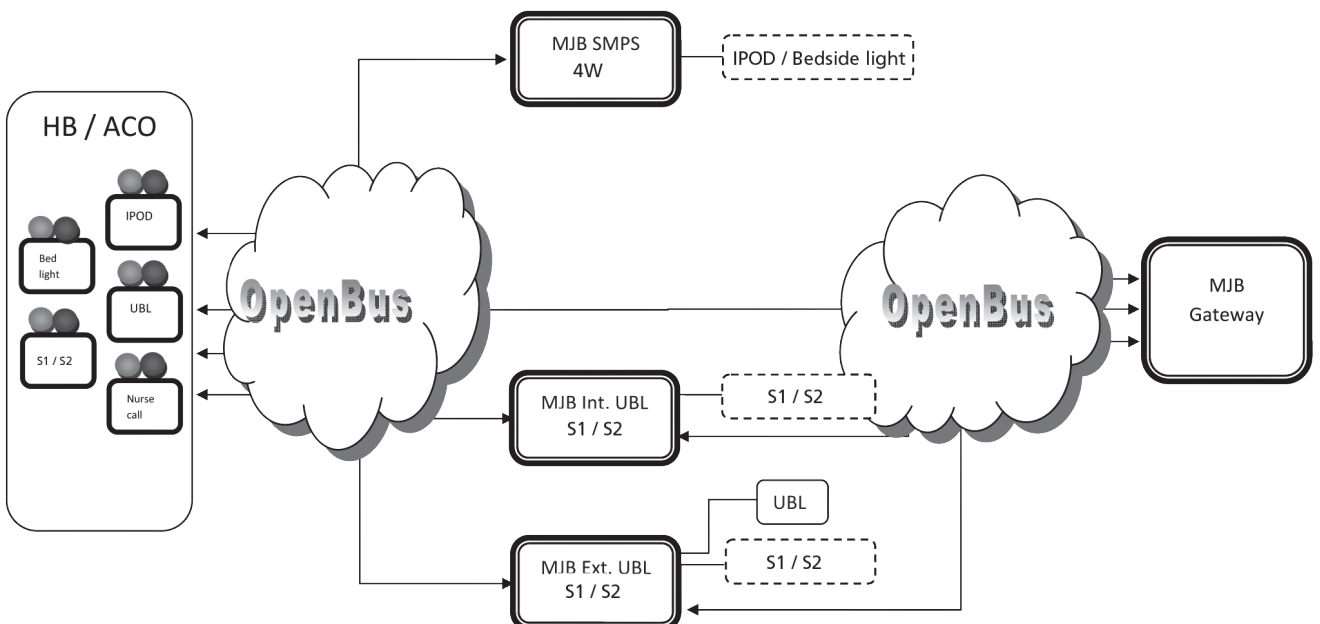 MJB SMPS
4W
IPOD / Bedside light
HB / ACO
IPOD
Bed
light
UBL
S1 / S2
Nurse
call
OpenBus
OpenBus
MJB
Gateway
MJB Int. UBL
S1 / S2
S1 / S2
UBL
MJB Ext. UBL
S1 / S2
S1 / S2